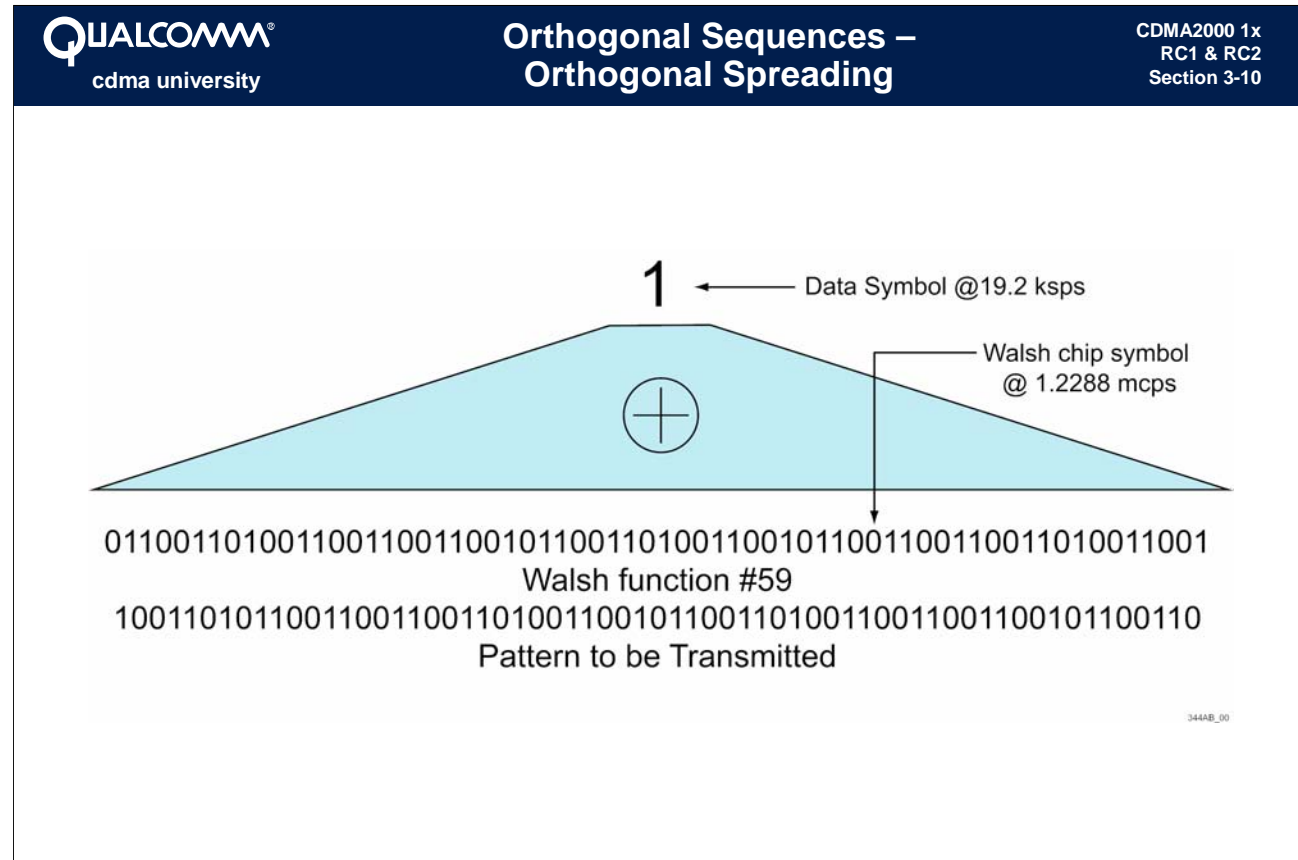 QUALCOMM®
cdma university
Orthogonal Sequences –
Orthogonal Spreading
CDMA2000 1x
RC1 & RC2
Section 3-10
1
Data Symbol @19.2 ksps
Walsh chip symbol
@ 1.2288 mcps
0110011010011001100110010110011010011001011001100110011010011001
Walsh function #59
100110101100110011001101001100101100110100110011001100101100110
Pattern to be Transmitted
344AB_00